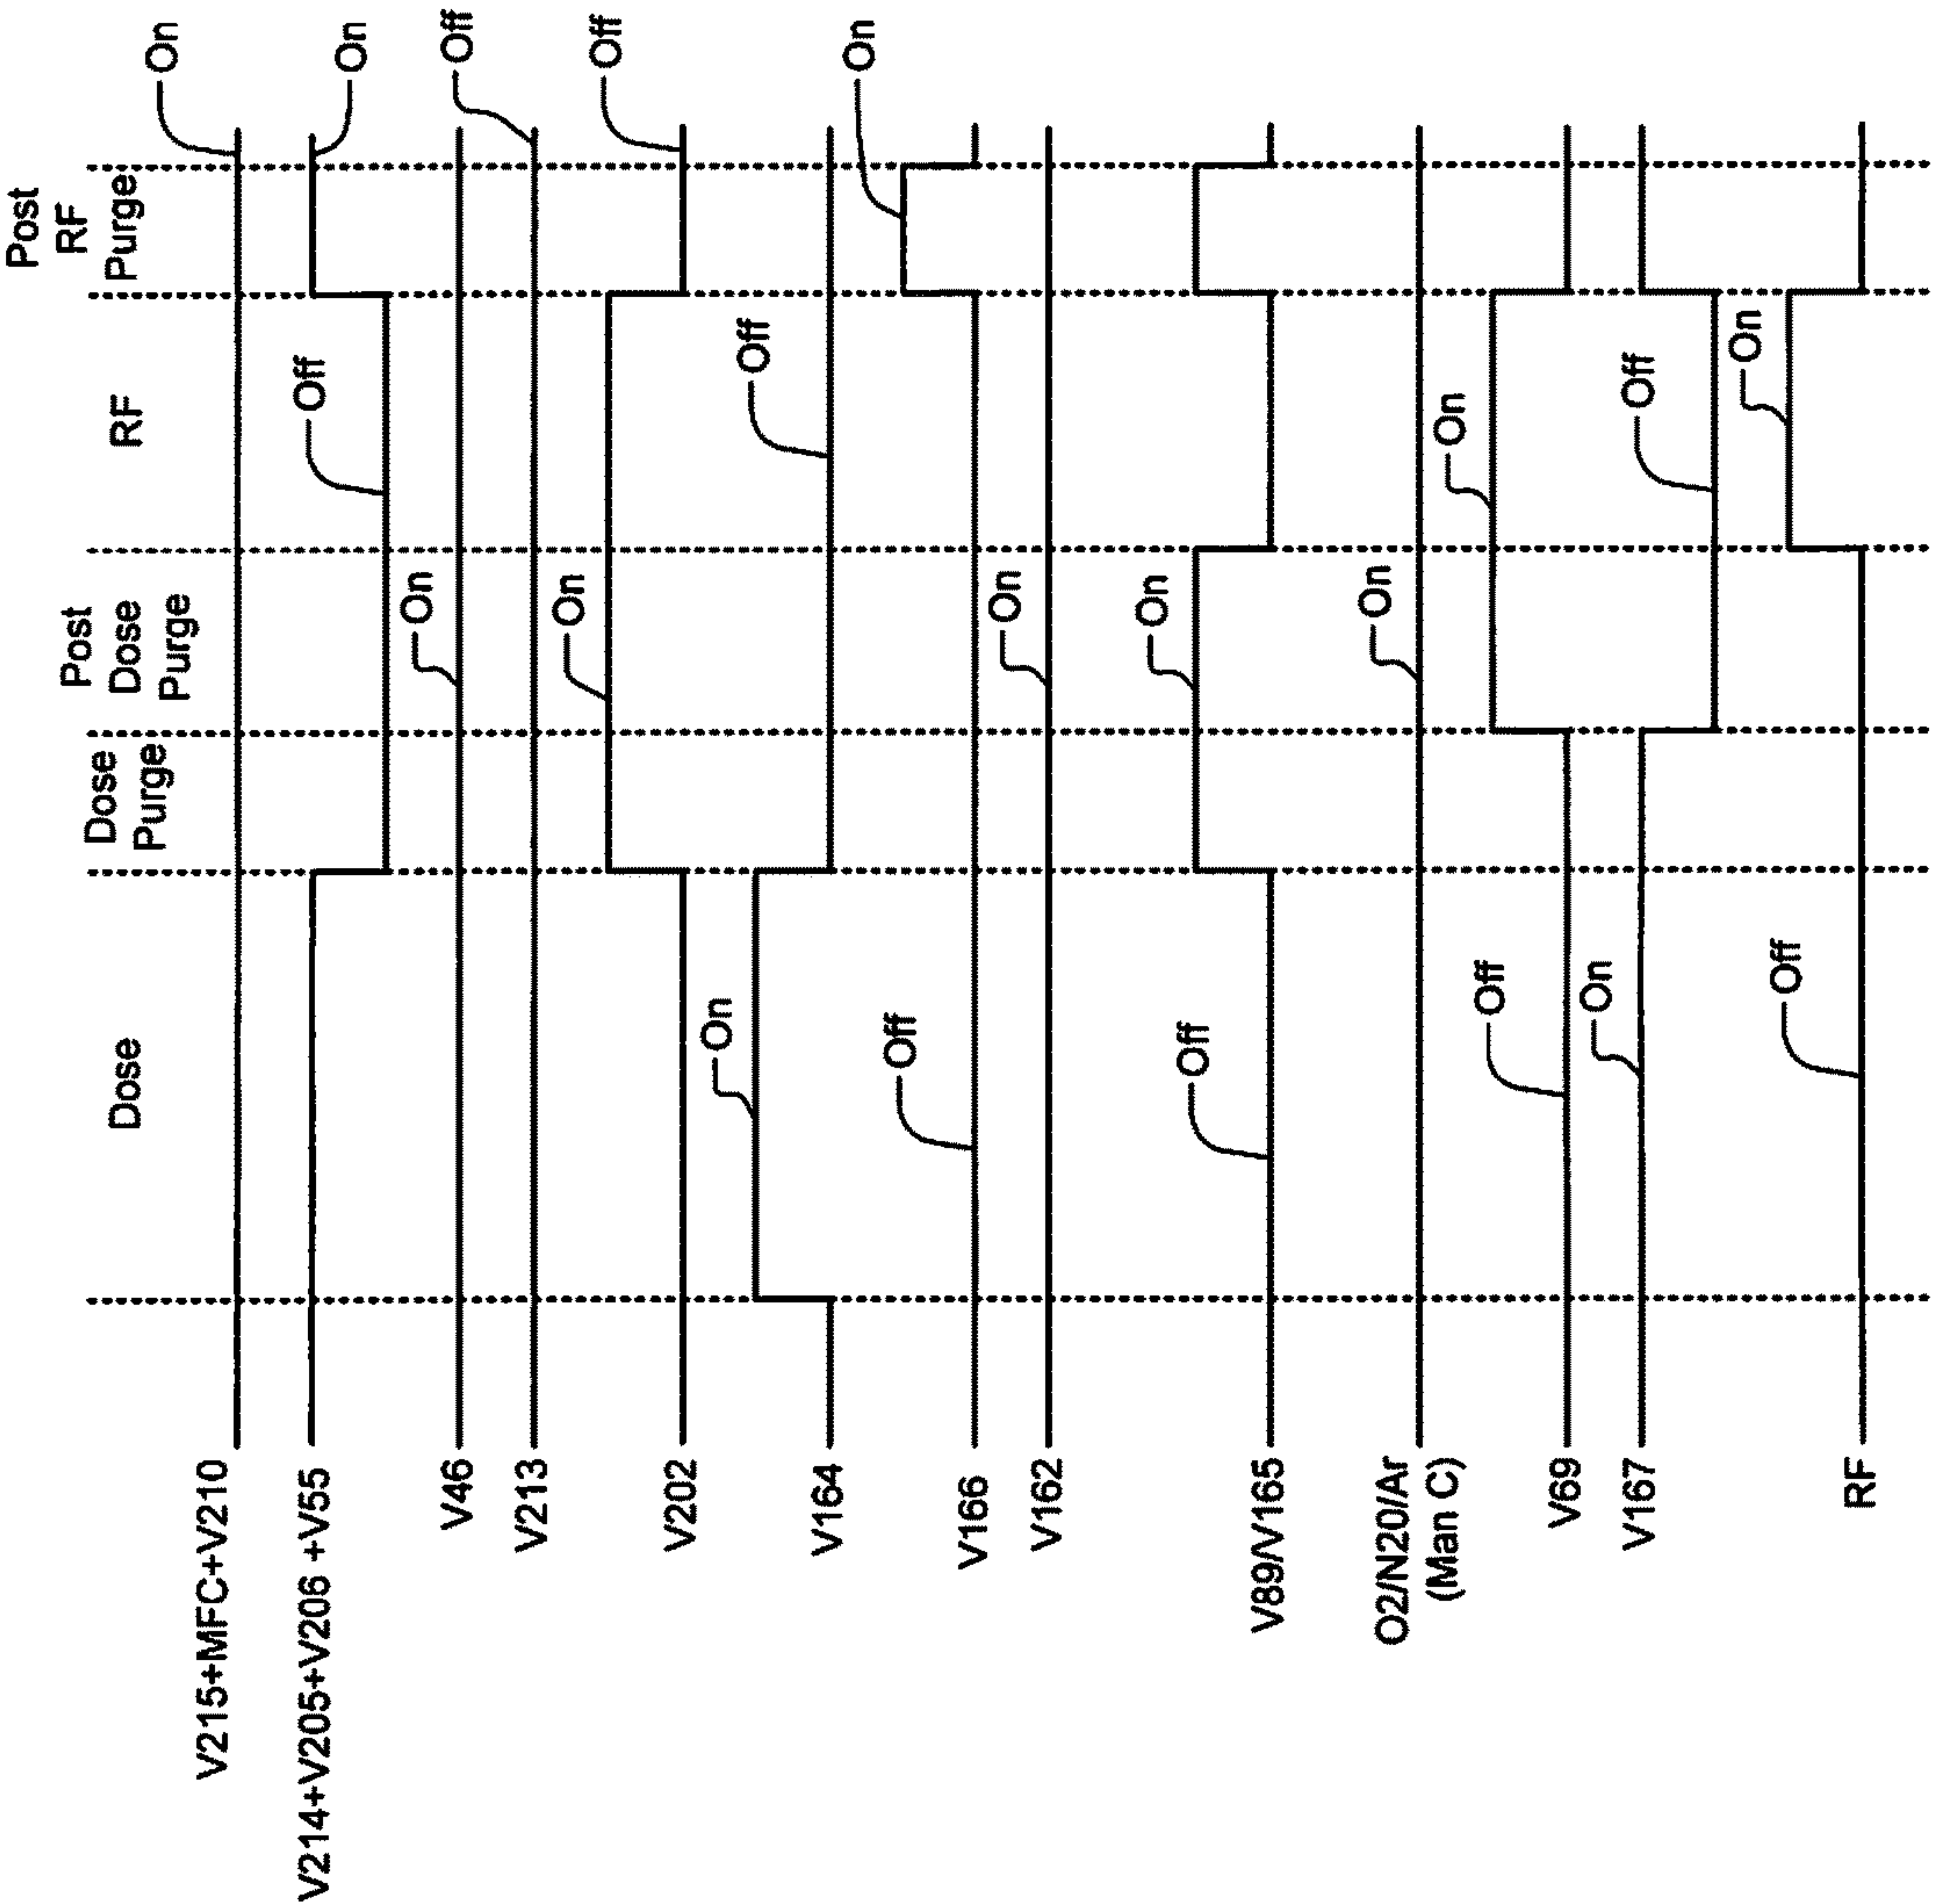 Dose
Dose
Purge
Post
Dose
Purge
RF
Post
RF
Purge
V215+MFC+V210
On
V214+V205+V206 +V55
Off
On
V46
On
V213
Off
V202
On
Off
V164
On
Off
V166
Off
On
V162
On
V89/V165
Off
On
O2/N20/Ar
(Man C)
On
V69
Off
On
V167
On
Off
RF
Off
On